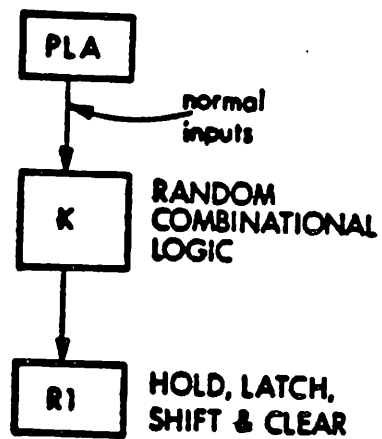 PLA
normal
inputs
K
RANDOM
COMBINATIONAL
LOGIC
R1
HOLD, LATCH,
SHIFT & CLEAR